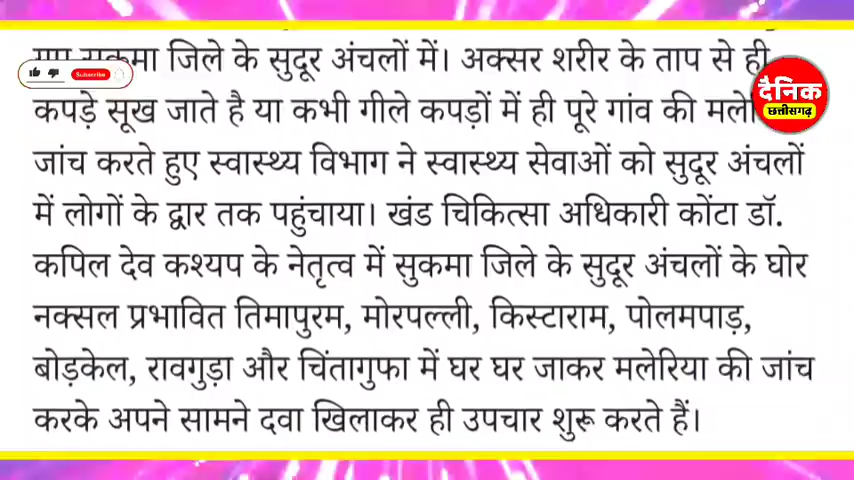 जिले के सुदूर अंचलों में। अक्सर शरीर के ताप से ही
Subscribe
दैनिक
छत्तीसगढ़
कपड़े सूख जाते है या कभी गीले कपड़ों में ही पूरे गांव की
जांच करते हुए स्वास्थ्य विभाग ने स्वास्थ्य सेवाओं को सुदूर अंचलों
में लोगों के द्वार तक पहुंचाया। खंड चिकित्सा अधिकारी कोंटा डॉ.
कपिल देव कश्यप के नेतृत्व में सुकमा जिले के सुदूर अंचलों के घोर
नक्सल प्रभावित तिमापुरम, मोरपल्ली, किस्टाराम, पोलमपाड़,
बोड़केल, रावगुड़ा और चिंतागुफा में घर घर जाकर मलेरिया की जांच
करके अपने सामने दवा खिलाकर ही उपचार शुरू करते हैं।